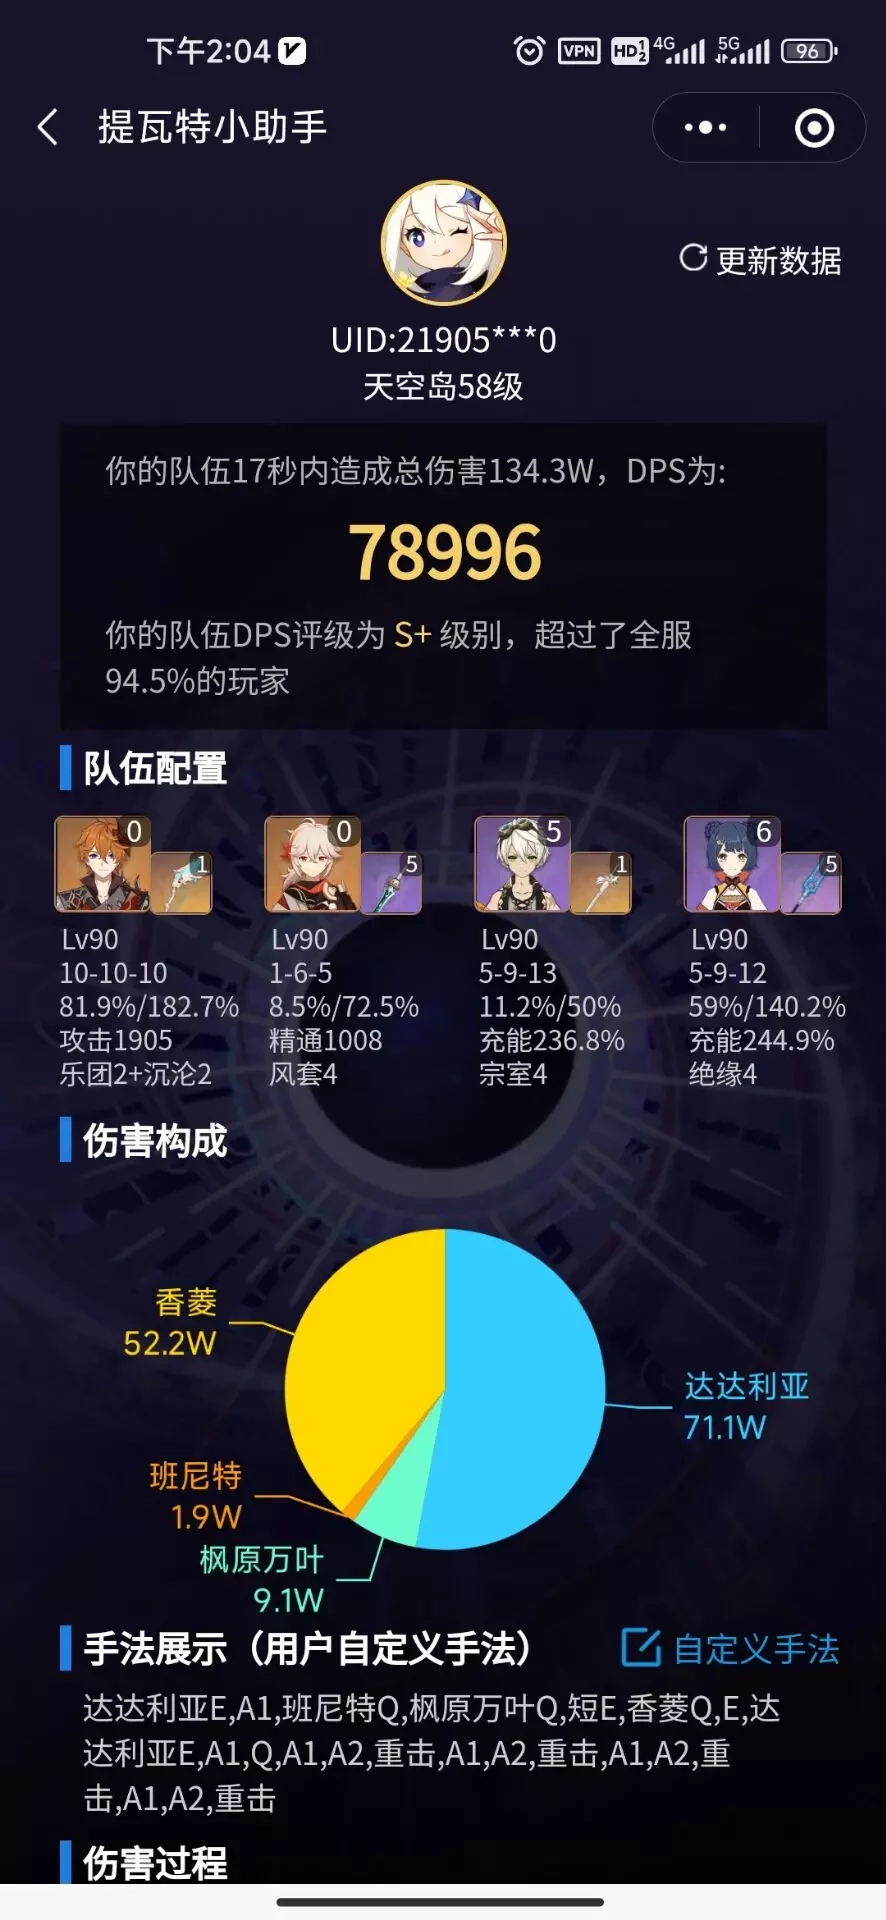 下午2:04
VPN HD 1 2 4G 5G 96
提瓦特小助手
更新数据
UID:21905***0
天空岛58级
你的队伍17秒内造成总伤害134.3W，DPS为:
78996
你的队伍DPS评级为 S+ 级别，超过了全服
94.5%的玩家
队伍配置
0 1 0 5 5 1 6 5
Lv90 Lv90 Lv90 Lv90
10-10-10 1-6-5 5-9-13 5-9-12
81.9%/182.7% 8.5%/72.5% 11.2%/50% 59%/140.2%
攻击1905 精通1008 充能236.8% 充能244.9%
乐团2+沉沦2 风套4 宗室4 绝缘4
伤害构成
香菱
52.2W
达达利亚
71.1W
班尼特
1.9W
枫原万叶
9.1W
手法展示（用户自定义手法） 自定义手法
达达利亚E,A1,班尼特Q,枫原万叶Q,短E,香菱Q,E,达
达利亚E,A1,Q,A1,A2,重击,A1,A2,重击,A1,A2,重
击,A1,A2,重击
伤害过程